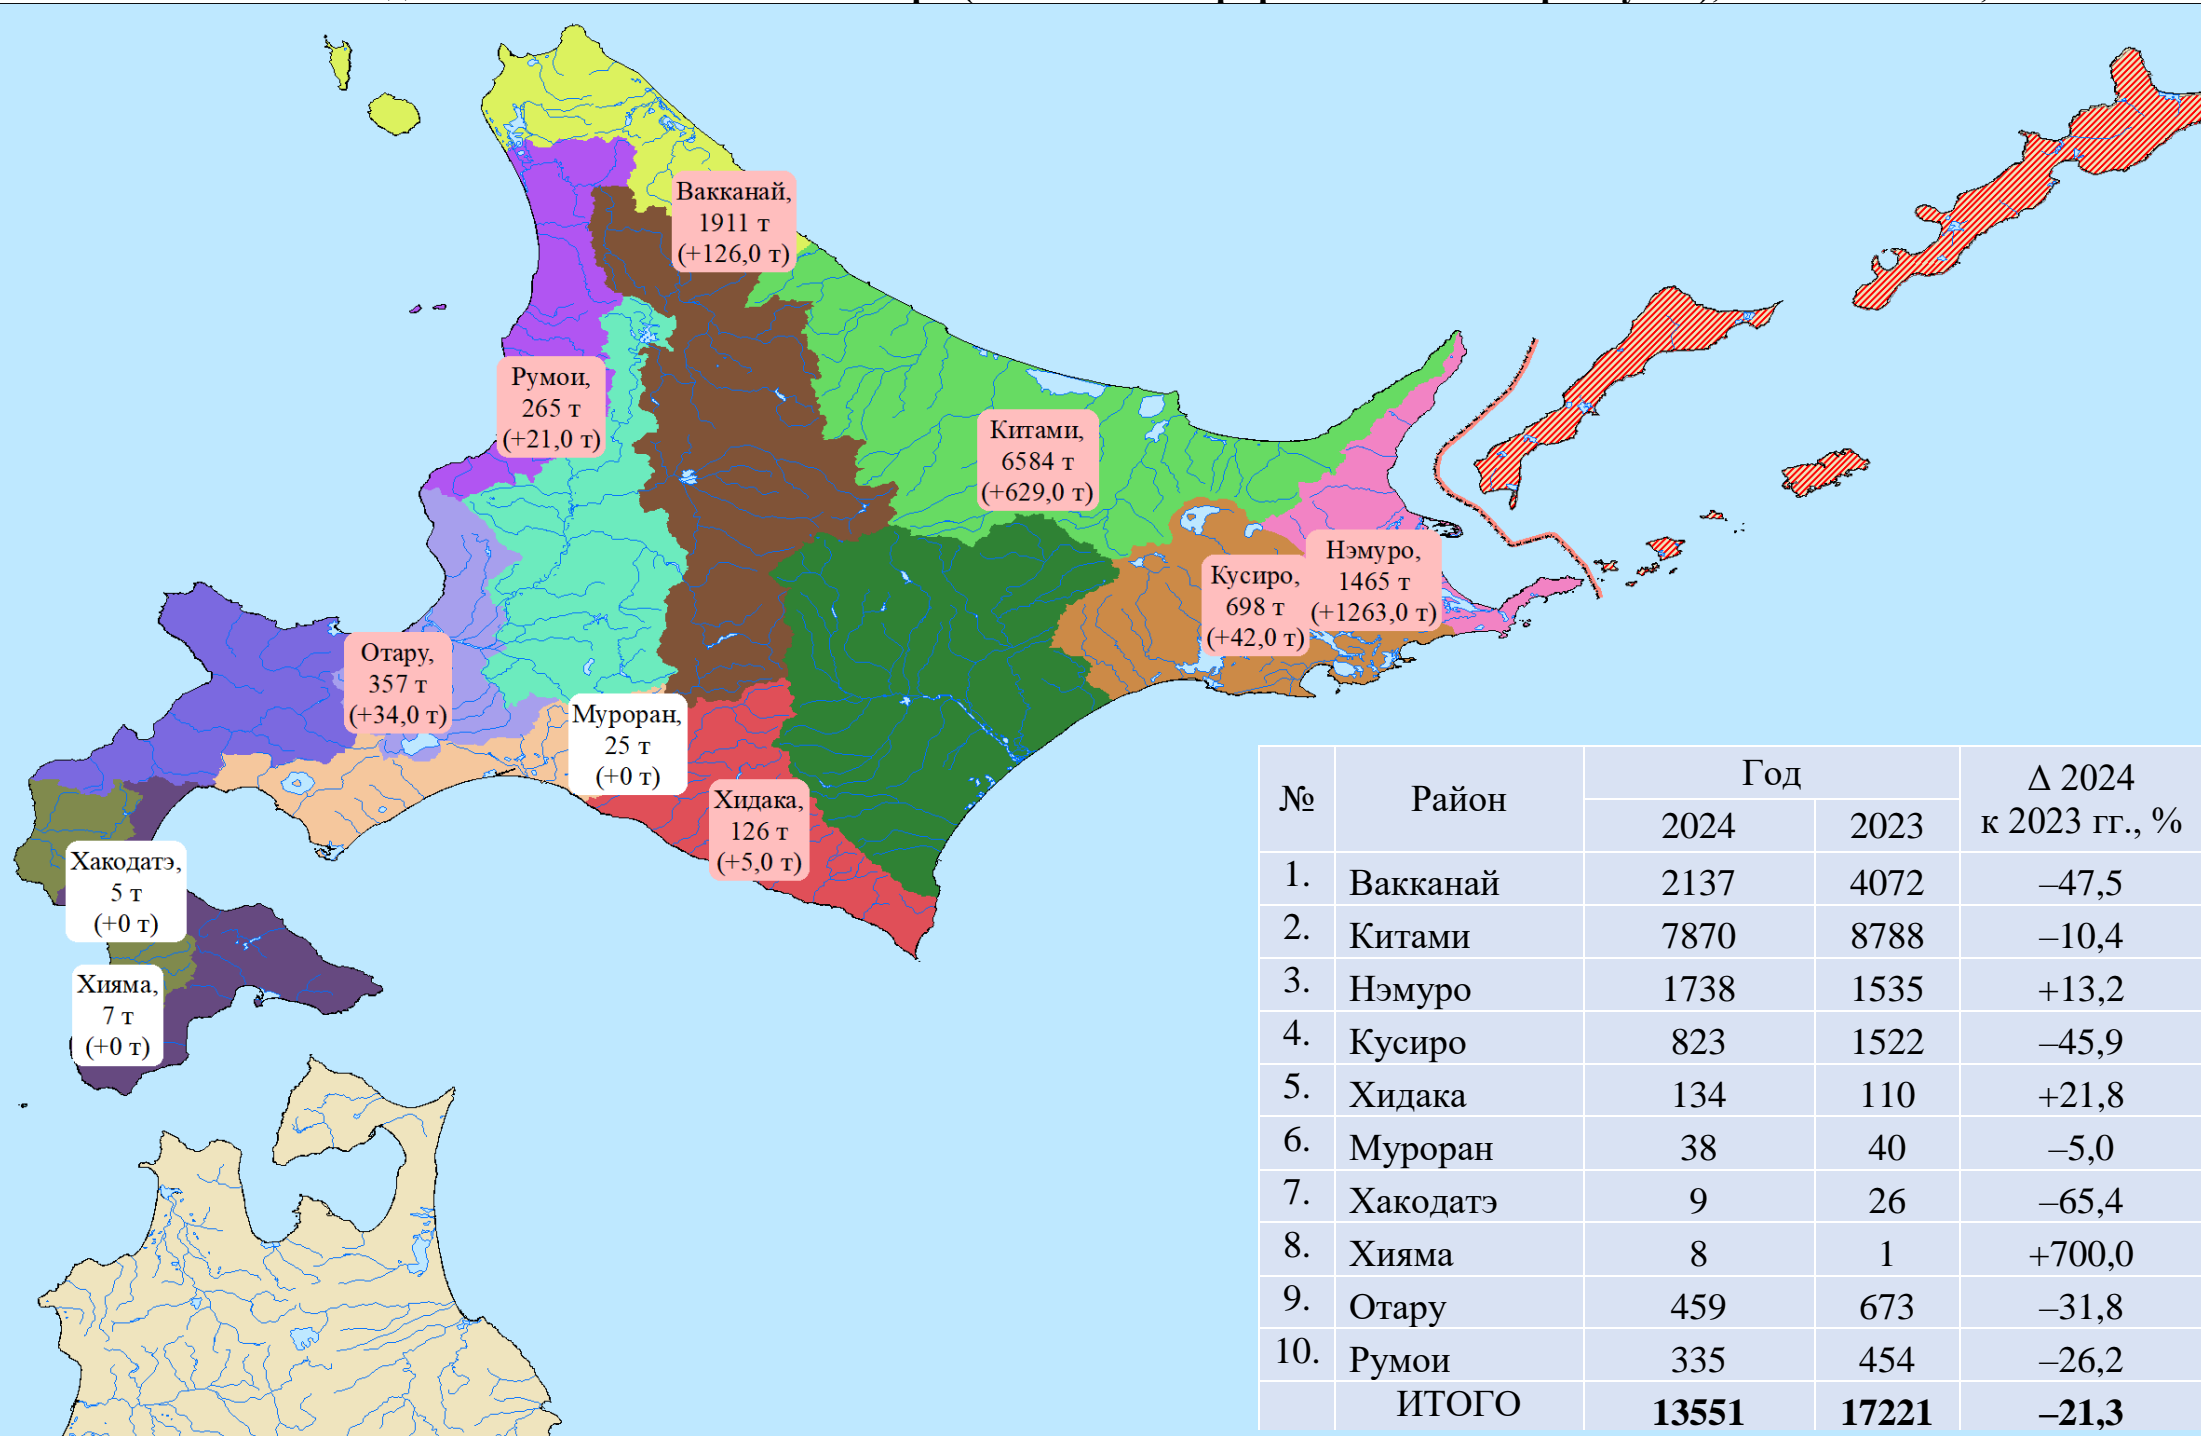 Вакканай,
1911 т
(+126,0 т)
Румои,
265 т
(+21,0 т)
Китами,
6584 т
(+629,0 т)
Нэмуро,
1465 т
(+1263,0 т)
Кусиро,
698 т
(+42,0 т)
Отару,
357 т
(+34,0 т)
Муроран,
25 т
(+0 т)
Хидака,
126 т
(+5,0 т)
Хакодатэ,
5 т
(+0 т)
Хияма,
7 т
(+0 т)
№ Район Год Δ 2024
2024 2023 к 2023 гг., %
1. Вакканай 2137 4072 –47,5
2. Китами 7870 8788 –10,4
3. Нэмуро 1738 1535 +13,2
4. Кусиро 823 1522 –45,9
5. Хидака 134 110 +21,8
6. Муроран 38 40 –5,0
7. Хакодатэ 9 26 –65,4
8. Хияма 8 1 +700,0
9. Отару 459 673 –31,8
10. Румои 335 454 –26,2
ИТОГО 13551 17221 –21,3